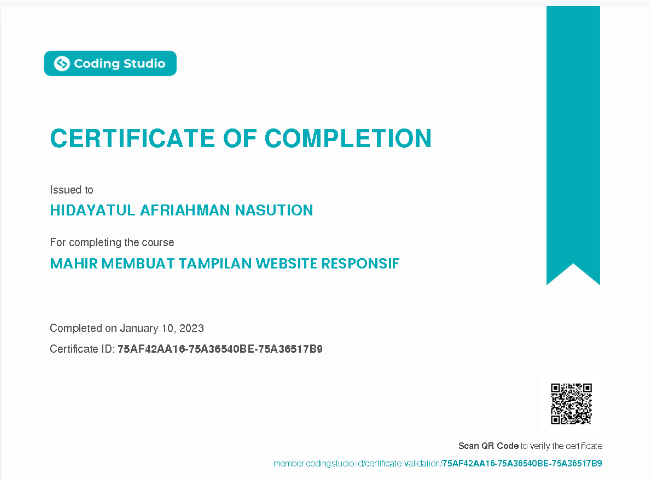 Coding Studio
CERTIFICATE OF COMPLETION
Issued to
HIDAYATUL AFRIAHMAN NASUTION
For completing the course
MAHIR MEMBUAT TAMPILAN WEBSITE RESPONSIF
Completed on January 10, 2023
Certificate ID: 75AF42AA16-75A36540BE-75A36517B9
Scan QR Code to verify the certificate
member.codingstudio.id/certificate-validation/75AF42AA16-75A36540BE-75A36517B9